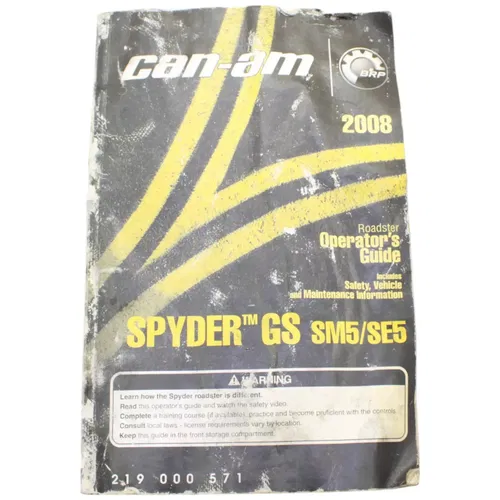 can-am
BRP
2008
Roadster
Operator's
Guide
Includes
Safety, Vehicle
and Maintenance Information
SPYDER™ GS SM5/SE5
WARNING
Learn how the Spyder roadster is different.
Read this operator's guide and watch the safety video.
Complete a training course (if available), practice and become proficient with the controls.
Consult local laws - license requirements vary by location.
Keep this guide in the front storage compartment.
219 000 571